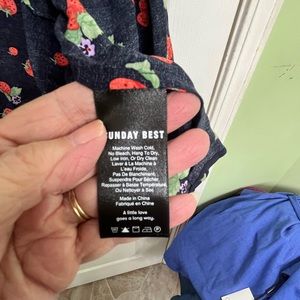 UNDAY BEST
Machine Wash Cold,
No Bleach, Hang To Dry,
Low Iron, Or Dry Clean
Laver À La Machine À
L'eau Froide,
Pas De Blanchiment,
Suspendre Pour Sécher,
Repasser à Basse Température,
Ou Nettoyer à Sec
Made in China
Fabriqué en Chine
A little love
goes a long way.